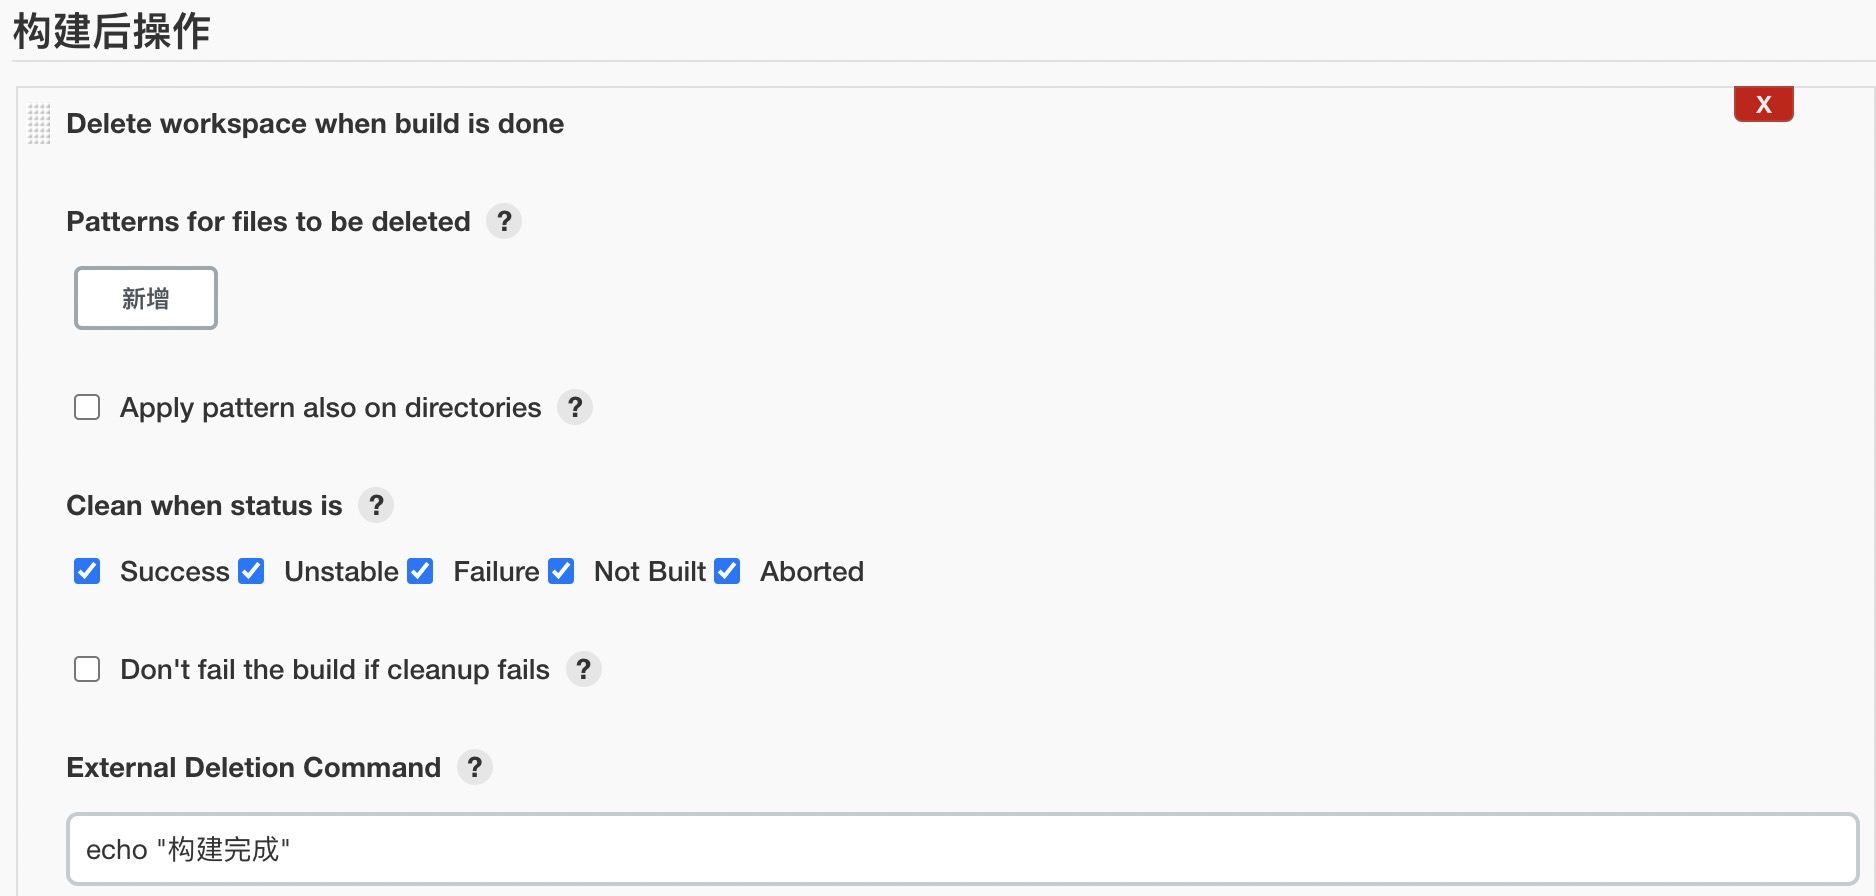 构建后操作
X
Delete workspace when build is done
Patterns for files to be deleted ?
新增
Apply pattern also on directories ?
Clean when status is ?
Success Unstable Failure Not Built Aborted
Don't fail the build if cleanup fails ?
External Deletion Command ?
echo "构建完成"